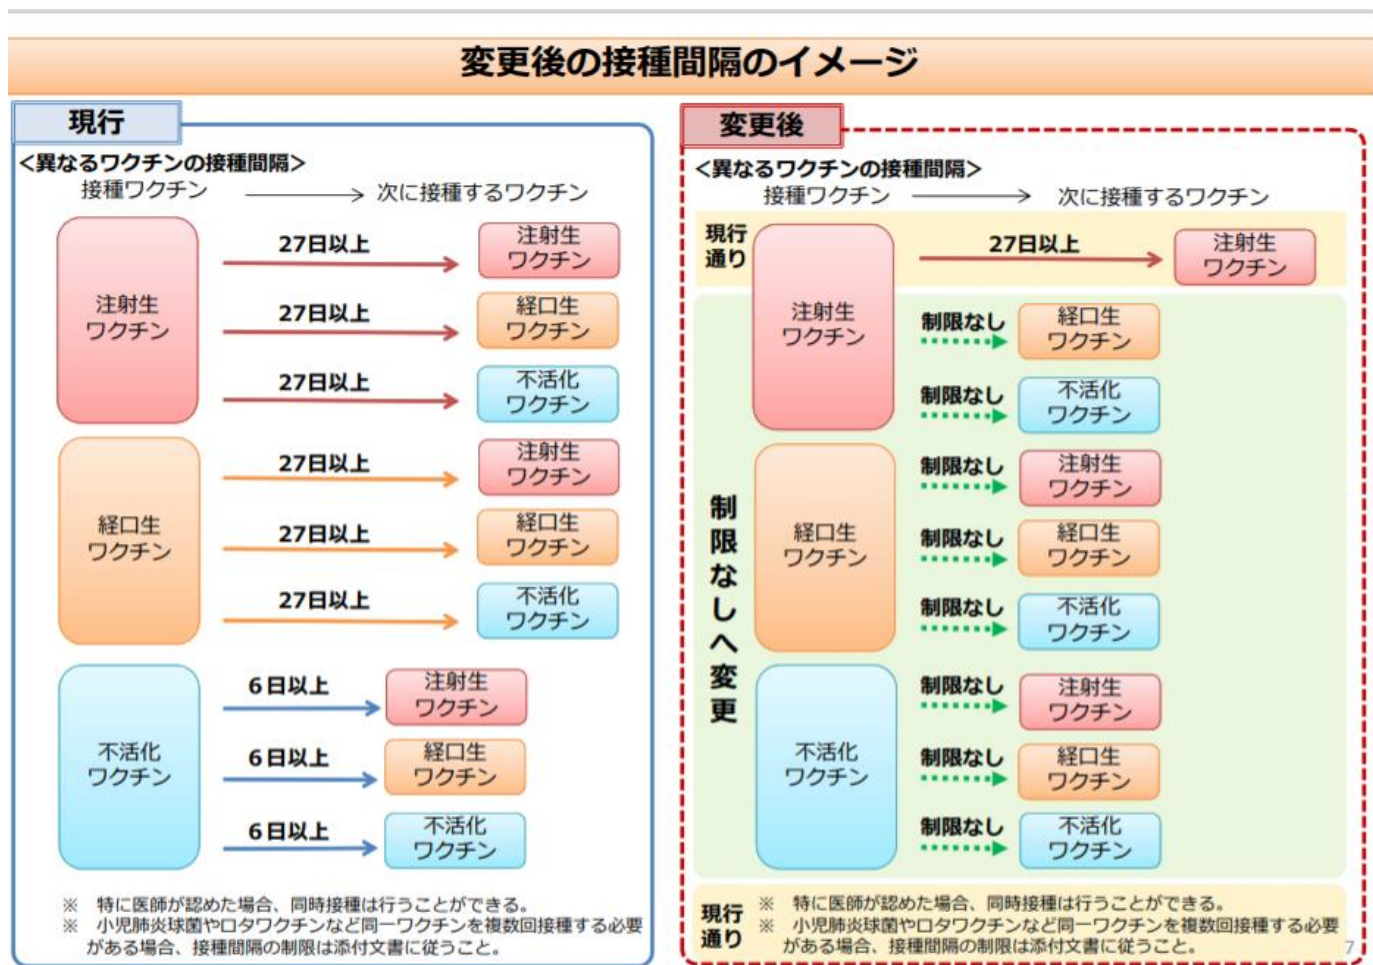 変更後の接種間隔のイメージ
現行
<異なるワクチンの接種間隔>
接種ワクチン
次に接種するワクチン
注射生
ワクチン
27日以上
注射生
ワクチン
27日以上
経口生
ワクチン
27日以上
不活化
ワクチン
経口生
ワクチン
27日以上
注射生
ワクチン
27日以上
経口生
ワクチン
27日以上
不活化
ワクチン
不活化
ワクチン
6日以上
注射生
ワクチン
6日以上
経口生
ワクチン
6日以上
不活化
ワクチン
※ 特に医師が認めた場合、同時接種は行うことができる。
※ 小児肺炎球菌やロタワクチンなど同一ワクチンを複数回接種する必要
がある場合、接種間隔の制限は添付文書に従うこと。
変更後
<異なるワクチンの接種間隔>
接種ワクチン
次に接種するワクチン
現行
通り
注射生
ワクチン
27日以上
注射生
ワクチン
制限なしへ変更
制限なし
経口生
ワクチン
制限なし
不活化
ワクチン
経口生
ワクチン
制限なし
注射生
ワクチン
制限なし
経口生
ワクチン
制限なし
不活化
ワクチン
不活化
ワクチン
制限なし
注射生
ワクチン
制限なし
経口生
ワクチン
制限なし
不活化
ワクチン
現行
通り
※ 特に医師が認めた場合、同時接種は行うことができる。
※ 小児肺炎球菌やロタワクチンなど同一ワクチンを複数回接種する必要
がある場合、接種間隔の制限は添付文書に従うこと。
7